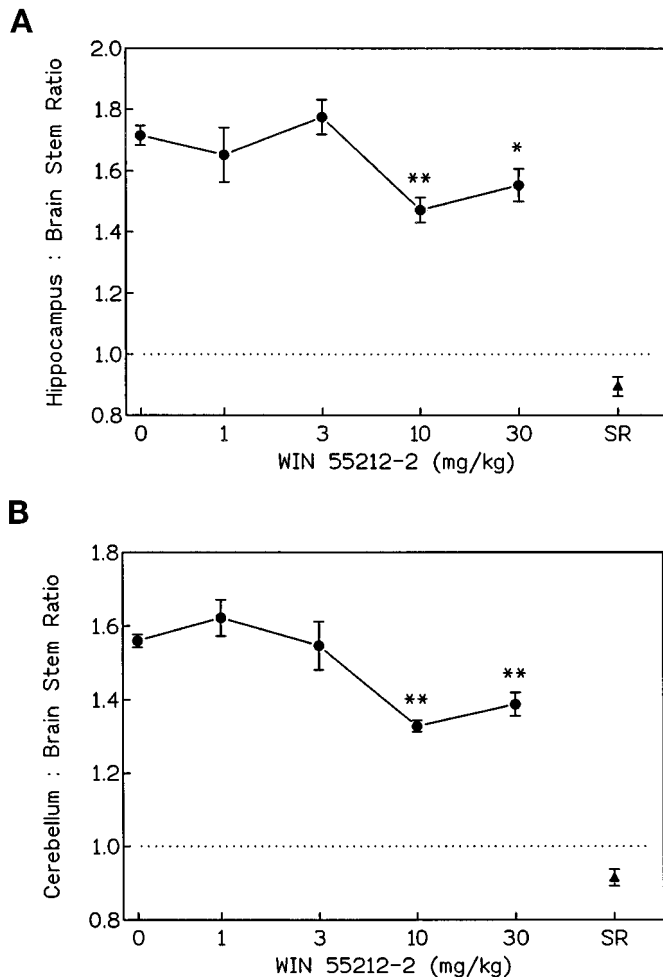 A
Hippocampus : Brain Stem Ratio
2.0
1.8
1.6
1.4
1.2
1.0
0.8
** *
0 1 3 10 30 SR
WIN 55212-2 (mg/kg)
B
Cerebellum : Brain Stem Ratio
1.8
1.6
1.4
1.2
1.0
0.8
** **
0 1 3 10 30 SR
WIN 55212-2 (mg/kg)